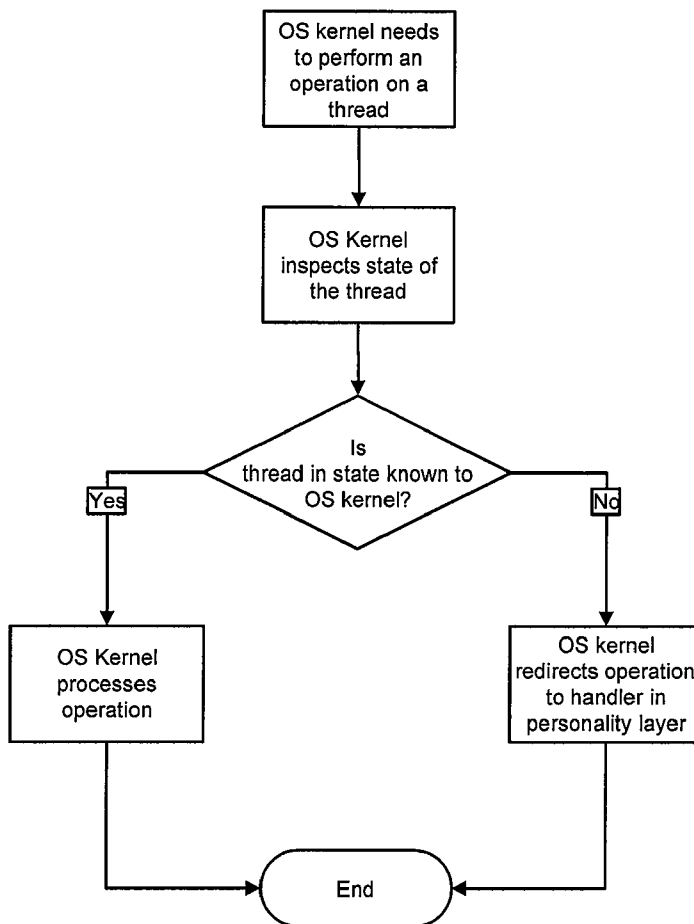 OS kernel needs
to perform an
operation on a
thread
OS Kernel
inspects state of
the thread
Is
thread in state known to
OS kernel?
Yes
No
OS Kernel
processes
operation
OS kernel
redirects operation
to handler in
personality layer
End